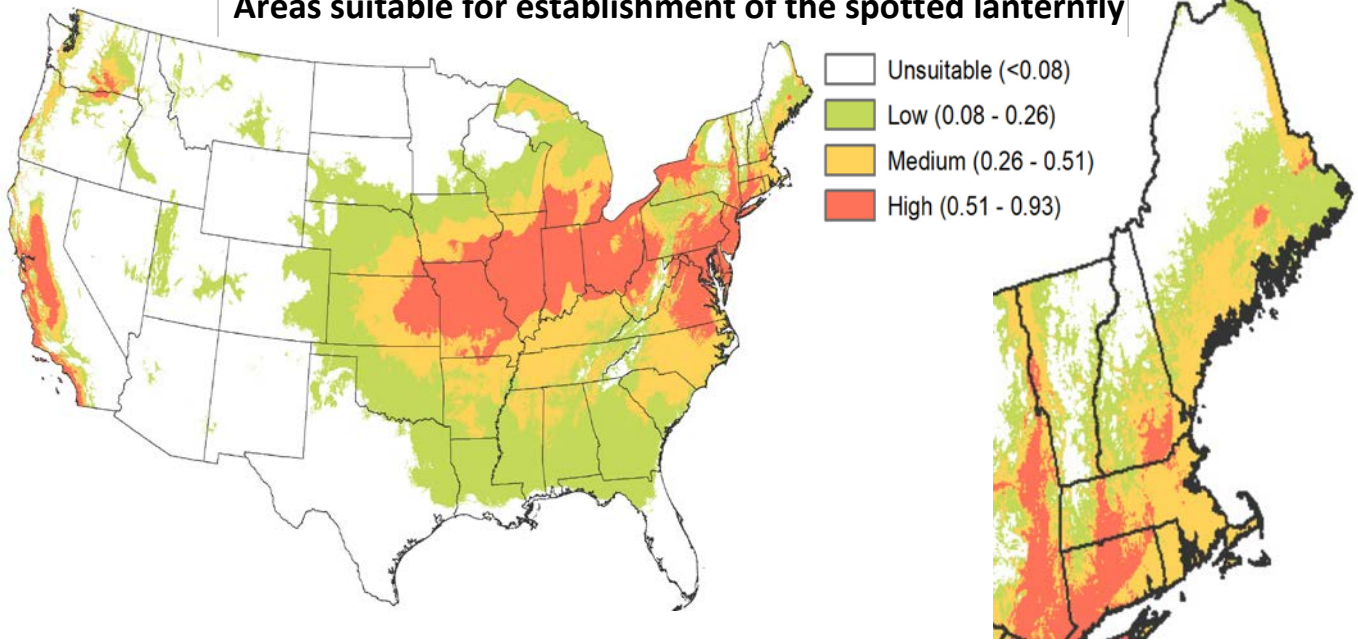 Areas suitable for establishment of the spotted lanternfly
Unsuitable (<0.08)
Low (0.08 - 0.26)
Medium (0.26 - 0.51)
High (0.51 - 0.93)